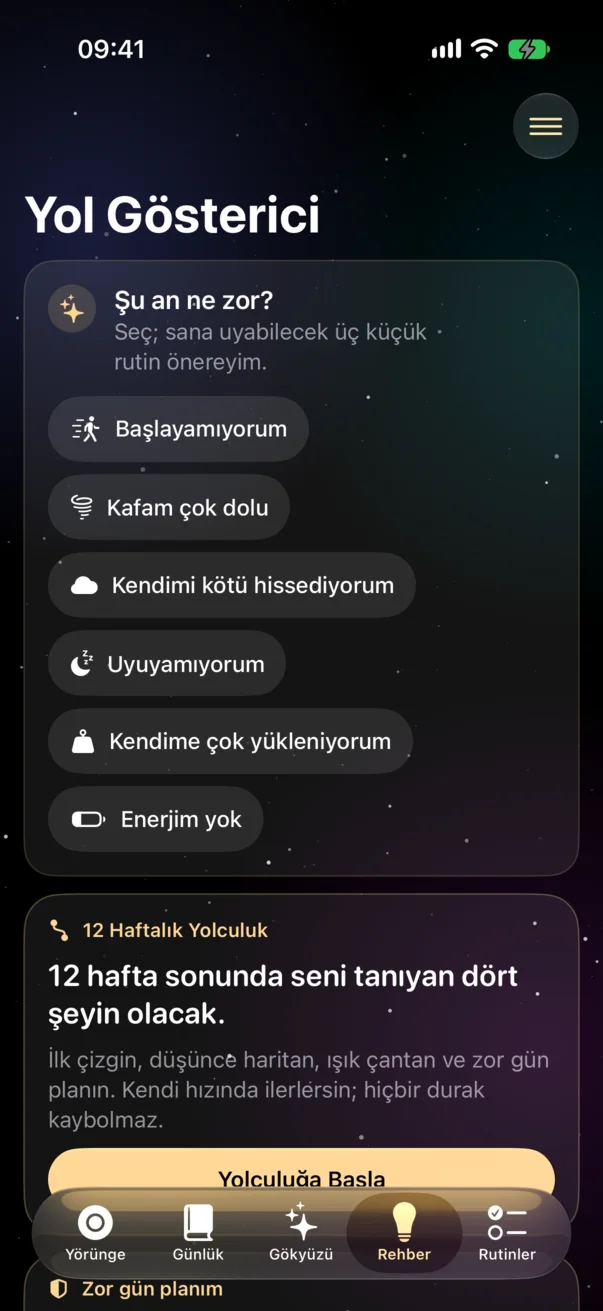 09:41
Yol Gösterici
Şu an ne zor?
Seç; sana uyabilecek üç küçük
rutin önereyim.
Başlayamıyorum
Kafam çok dolu
Kendimi kötü hissediyorum
Uyuyamıyorum
Kendime çok yükleniyorum
Enerjim yok
12 Haftalık Yolculuk
12 hafta sonunda seni tanıyan dört
şeyin olacak.
İlk çizgin, düşünce haritan, ışık çantan ve zor gün
planın. Kendi hızında ilerlersin; hiçbir durak
kaybolmaz.
Yolculuğa Başla
Yörünge Günlük Gökyüzü Rehber Rutinler
Zor gün planım